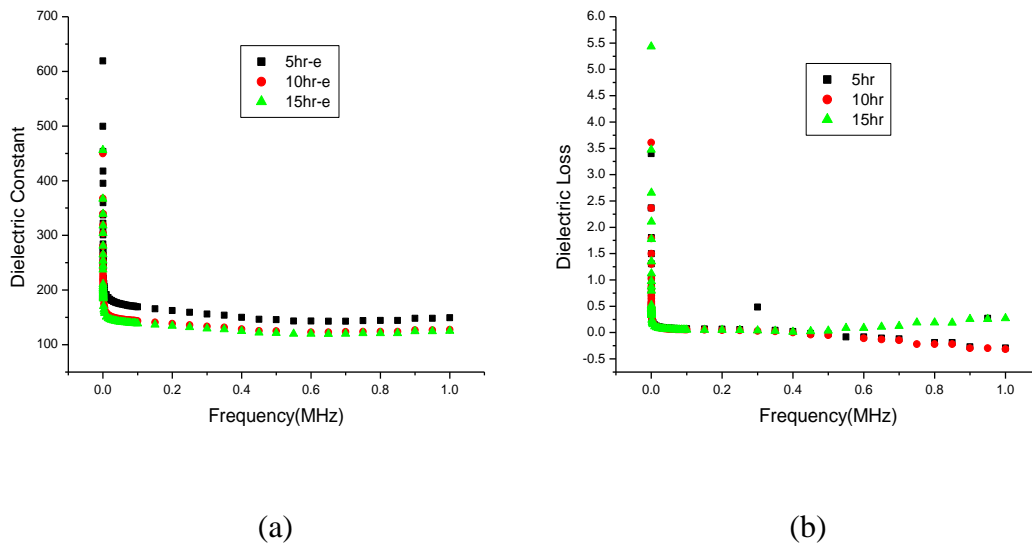 700
600
500
400
300
200
100
0.0 0.2 0.4 0.6 0.8 1.0
Dielectric Constant
Frequency(MHz)
5hr-e
10hr-e
15hr-e
(a)
6.0
5.5
5.0
4.5
4.0
3.5
3.0
2.5
2.0
1.5
1.0
0.5
0.0
-0.5
0.0 0.2 0.4 0.6 0.8 1.0
Dielectric Loss
Frequency(MHz)
5hr
10hr
15hr
(b)